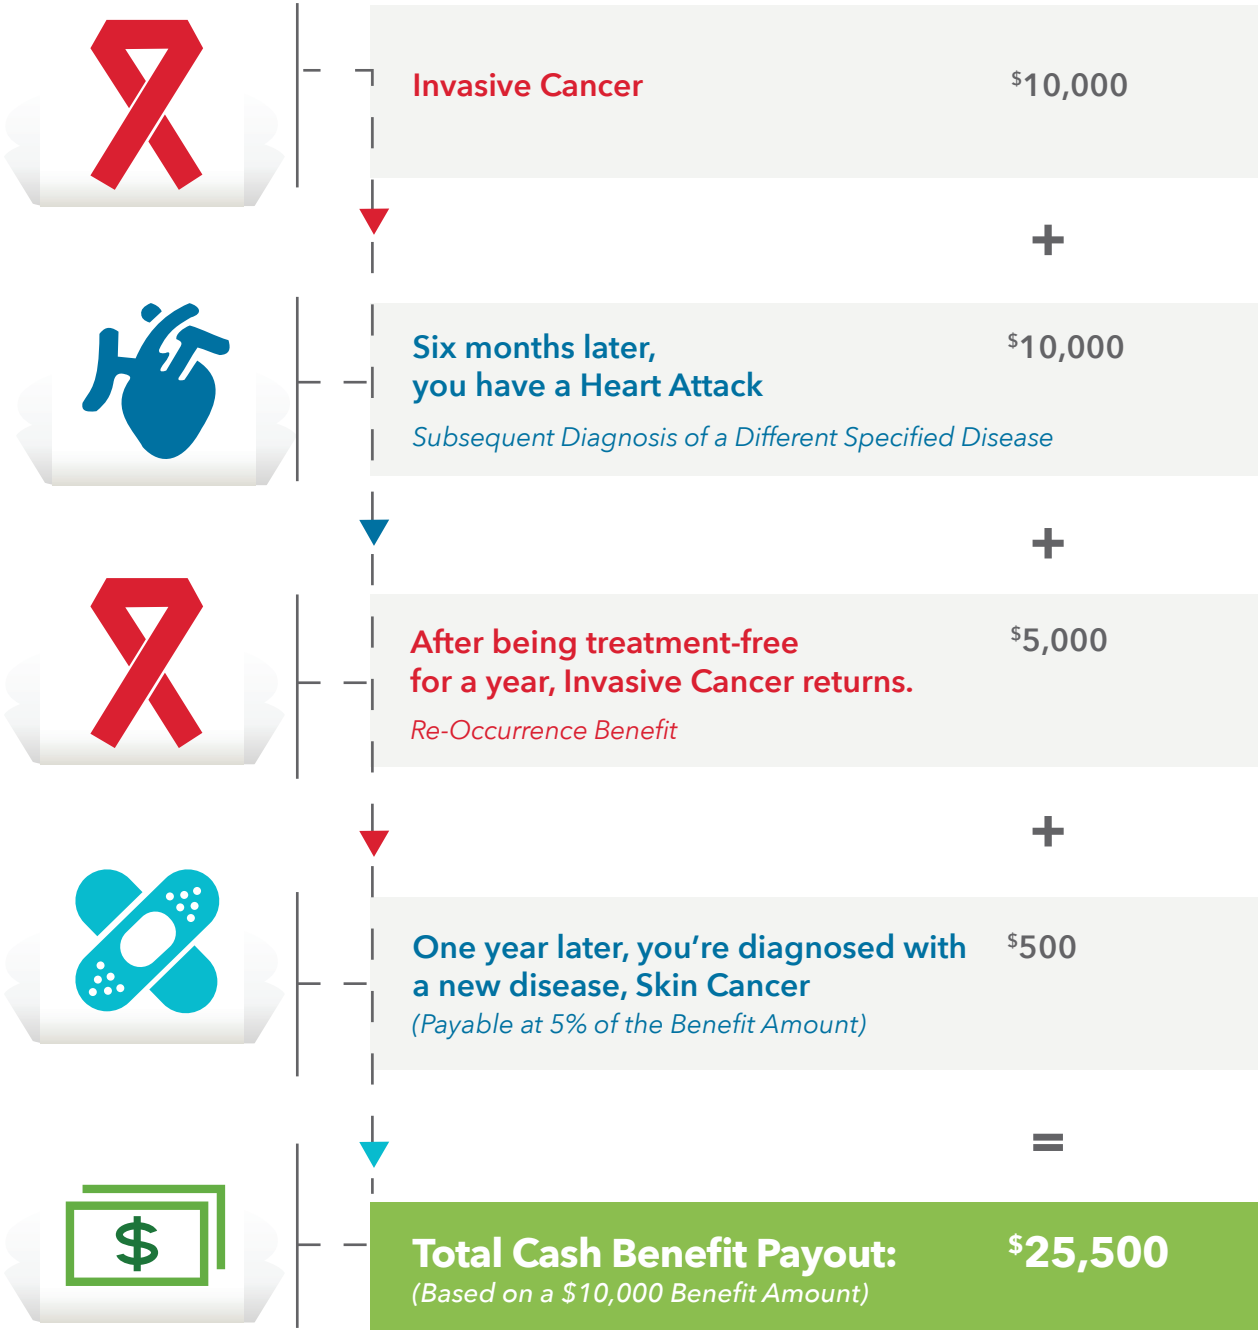 Invasive Cancer $10,000
+
Six months later, $10,000
you have a Heart Attack
Subsequent Diagnosis of a Different Specified Disease
+
After being treatment-free $5,000
for a year, Invasive Cancer returns.
Re-Occurrence Benefit
+
One year later, you’re diagnosed with $500
a new disease, Skin Cancer
(Payable at 5% of the Benefit Amount)
=
$ Total Cash Benefit Payout: $25,500
(Based on a $10,000 Benefit Amount)